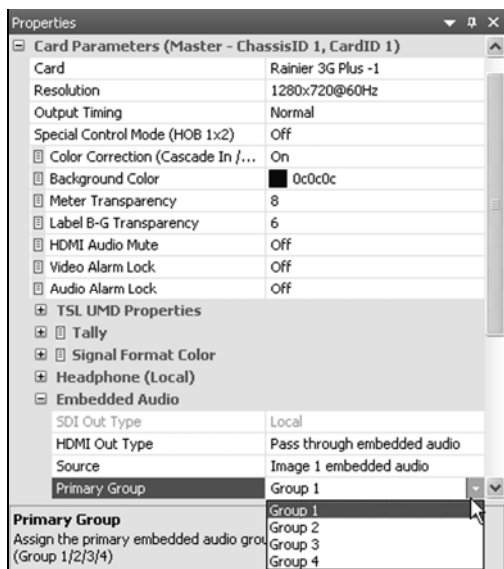 Properties
Card Parameters (Master - ChassisID 1, CardID 1)
Card Rainier 3G Plus -1
Resolution 1280x720@60Hz
Output Timing Normal
Special Control Mode (HOB 1x2) Off
Color Correction (Cascade In /... On
Background Color 0c0c0c
Meter Transparency 8
Label B-G Transparency 6
HDMI Audio Mute Off
Video Alarm Lock Off
Audio Alarm Lock Off
TSL UMD Properties
Tally
Signal Format Color
Headphone (Local)
Embedded Audio
SDI Out Type Local
HDMI Out Type Pass through embedded audio
Source Image 1 embedded audio
Primary Group Group 1
Group 1
Group 2
Group 3
Group 4
Primary Group
Assign the primary embedded audio
(Group 1/2/3/4)